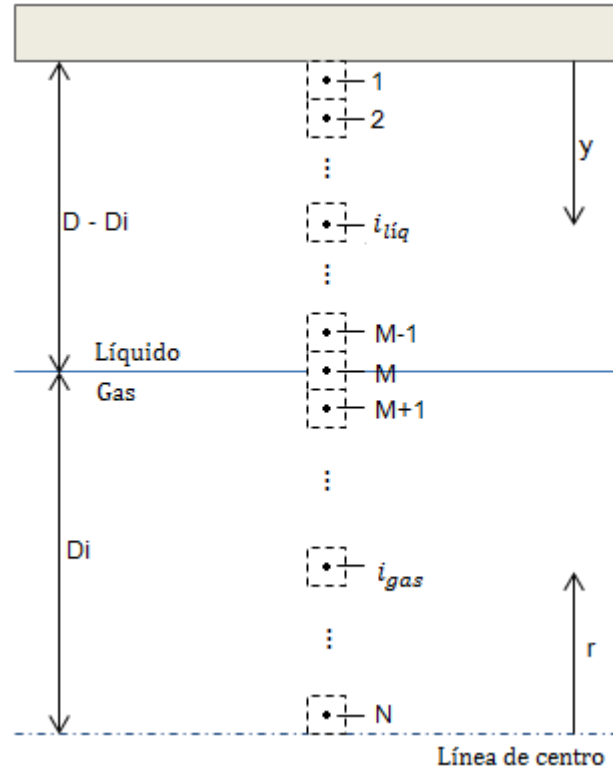 1
2
y
D - Di
⋮
i_líq
⋮
M-1
Líquido
M
Gas
M+1
⋮
Di
i_gas
⋮
r
N
Línea de centro